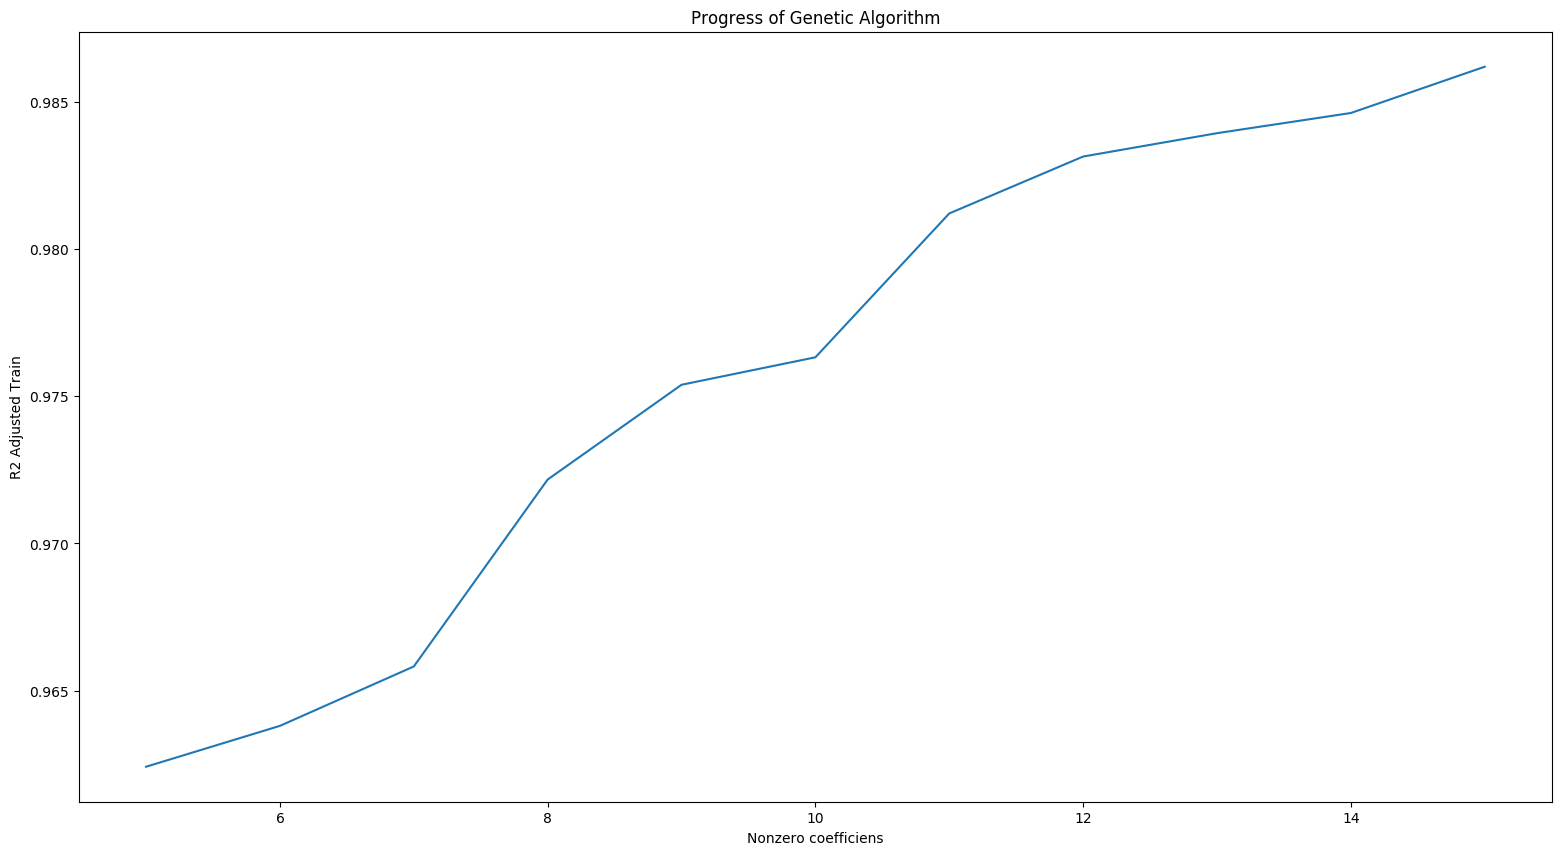 Progress of Genetic Algorithm
0.985
0.980
0.975
0.970
0.965
R2 Adjusted Train
6 8 10 12 14
Nonzero coefficiens